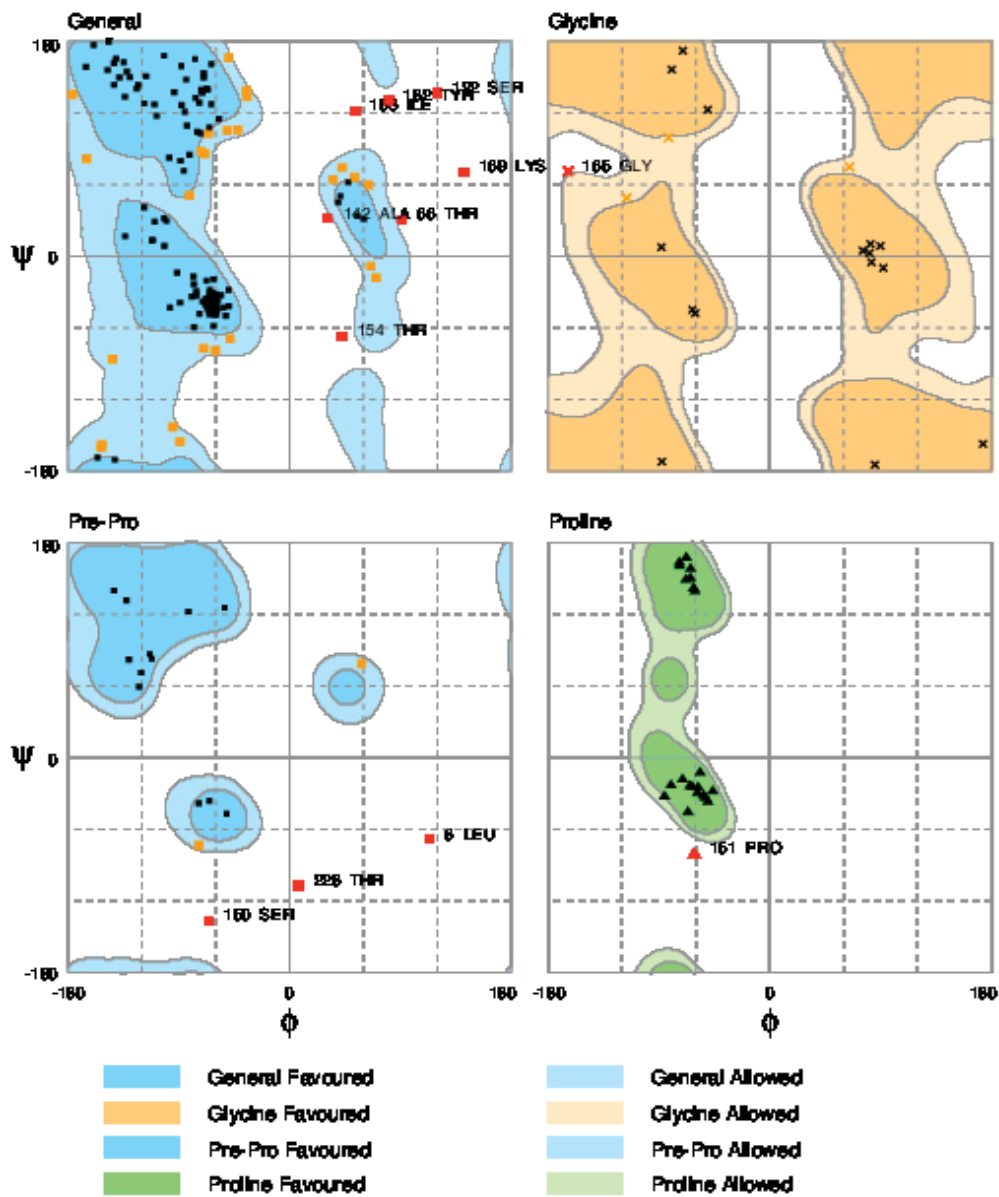 General
Glycine
180
152 SER
TYR
ILE
169 LYS
165 GLY
142 ALA
66 THR
Ψ 0
154 THR
-180
Pre-Pro
Proline
180
Ψ 0
6 LEU
151 PRO
226 THR
150 SER
-180
-180 0 180 -180 0 180
ϕ ϕ
General Favoured General Allowed
Glycine Favoured Glycine Allowed
Pre-Pro Favoured Pre-Pro Allowed
Proline Favoured Proline Allowed